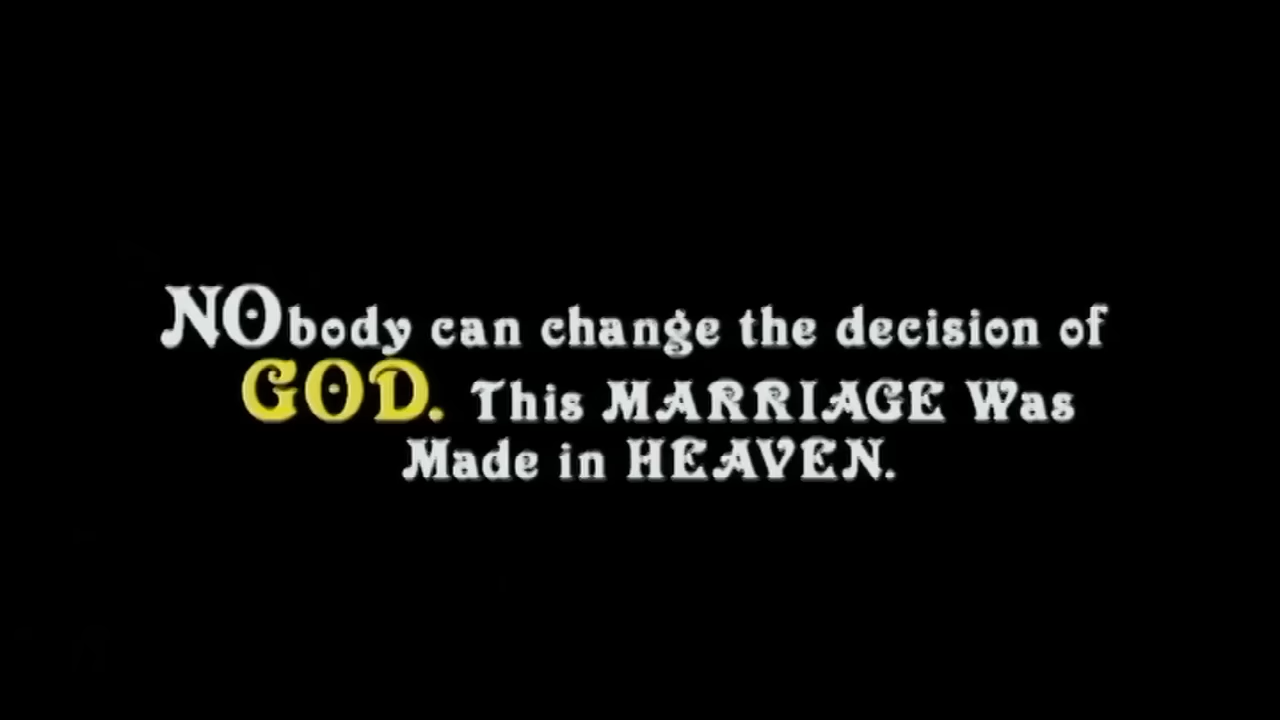 NObody can change the decision of
GOD. This MARRIAGE Was
Made in HEAVEN.